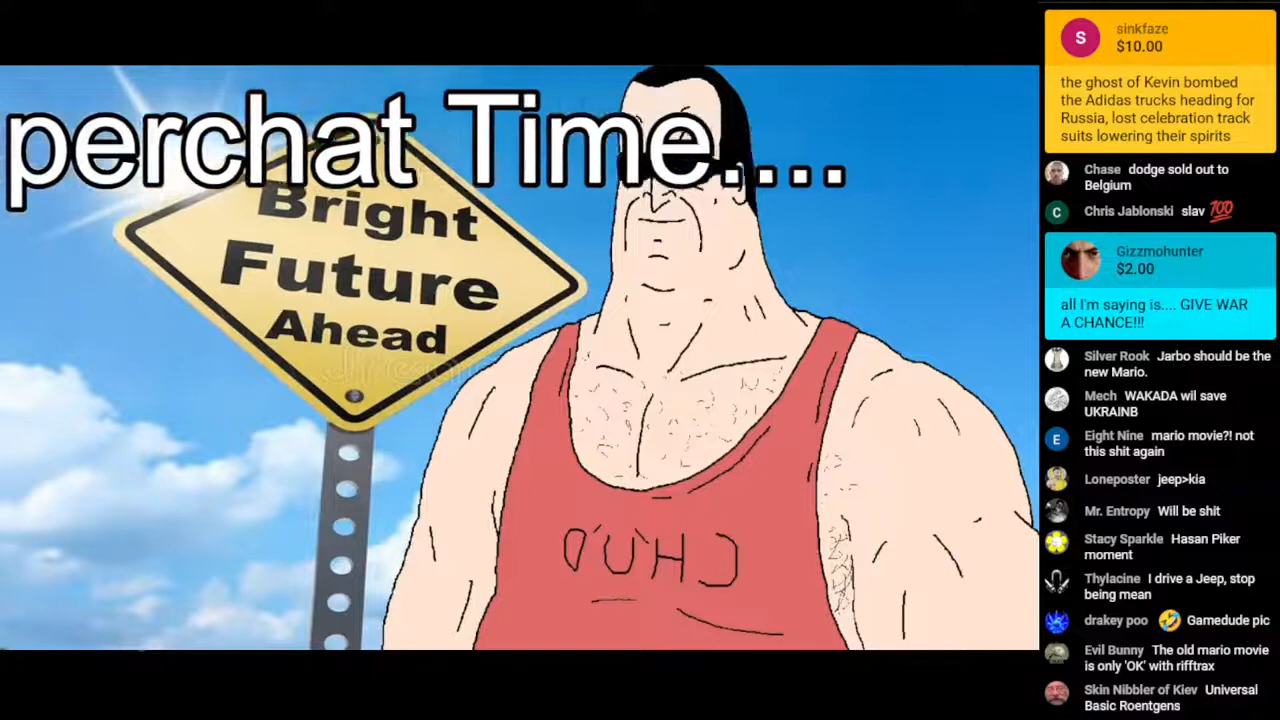 perchat Time....
Bright
Future
Ahead
CHUD
sinkfaze
$10.00
the ghost of Kevin bombed
the Adidas trucks heading for
Russia, lost celebration track
suits lowering their spirits
Chase dodge sold out to
Belgium
Chris Jablonski slav 💯
Gizzmohunter
$2.00
all I'm saying is.... GIVE WAR
A CHANCE!!!
Silver Rook Jarbo should be the
new Mario.
Mech WAKADA wil save
UKRAINB
Eight Nine mario movie?! not
this shit again
Loneposter jeep>kia
Mr. Entropy Will be shit
Stacy Sparkle Hasan Piker
moment
Thylacine I drive a Jeep, stop
being mean
drakey poo 🤣 Gamedude pic
Evil Bunny The old mario movie
is only 'OK' with rifftrax
Skin Nibbler of Kiev Universal
Basic Roentgens